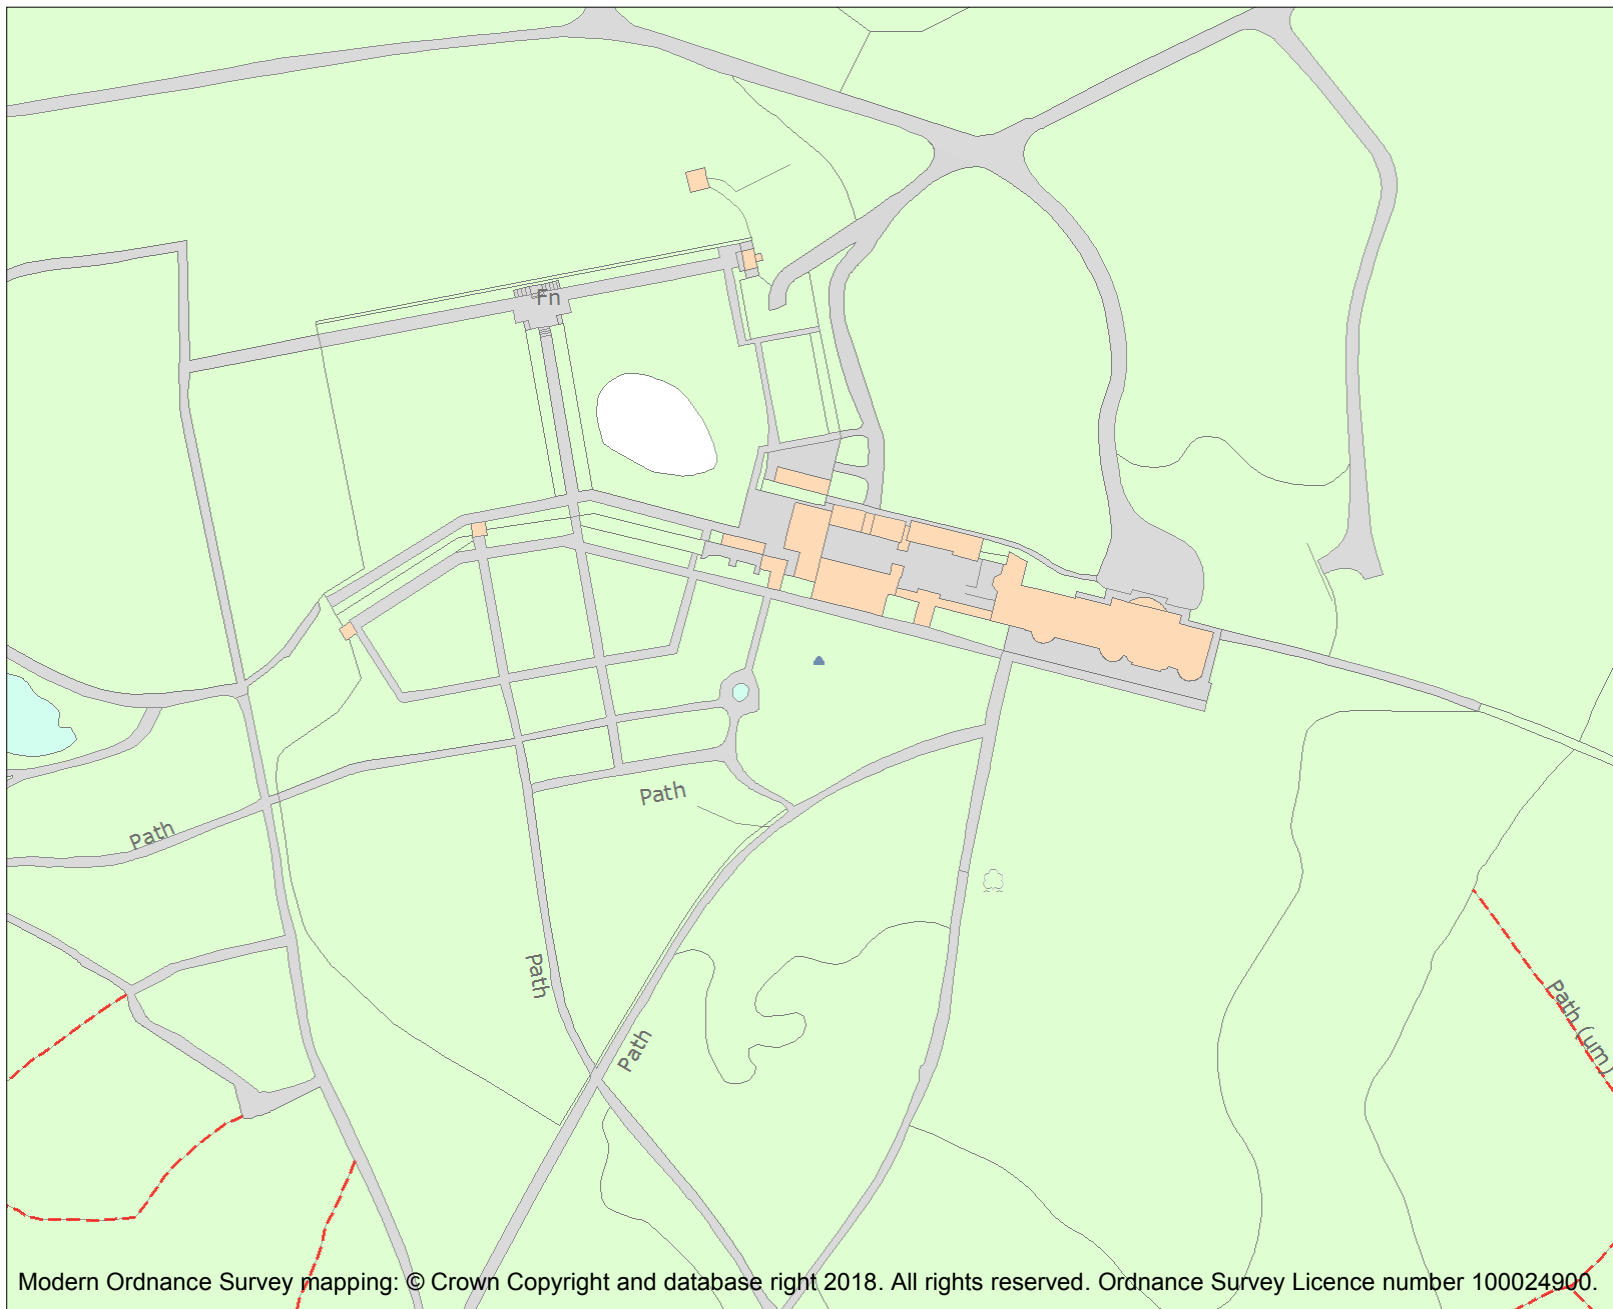 Fn
Path
Path
Path
Path
Path (um)
Modern Ordnance Survey mapping: © Crown Copyright and database right 2018. All rights reserved. Ordnance Survey Licence number 100024900.